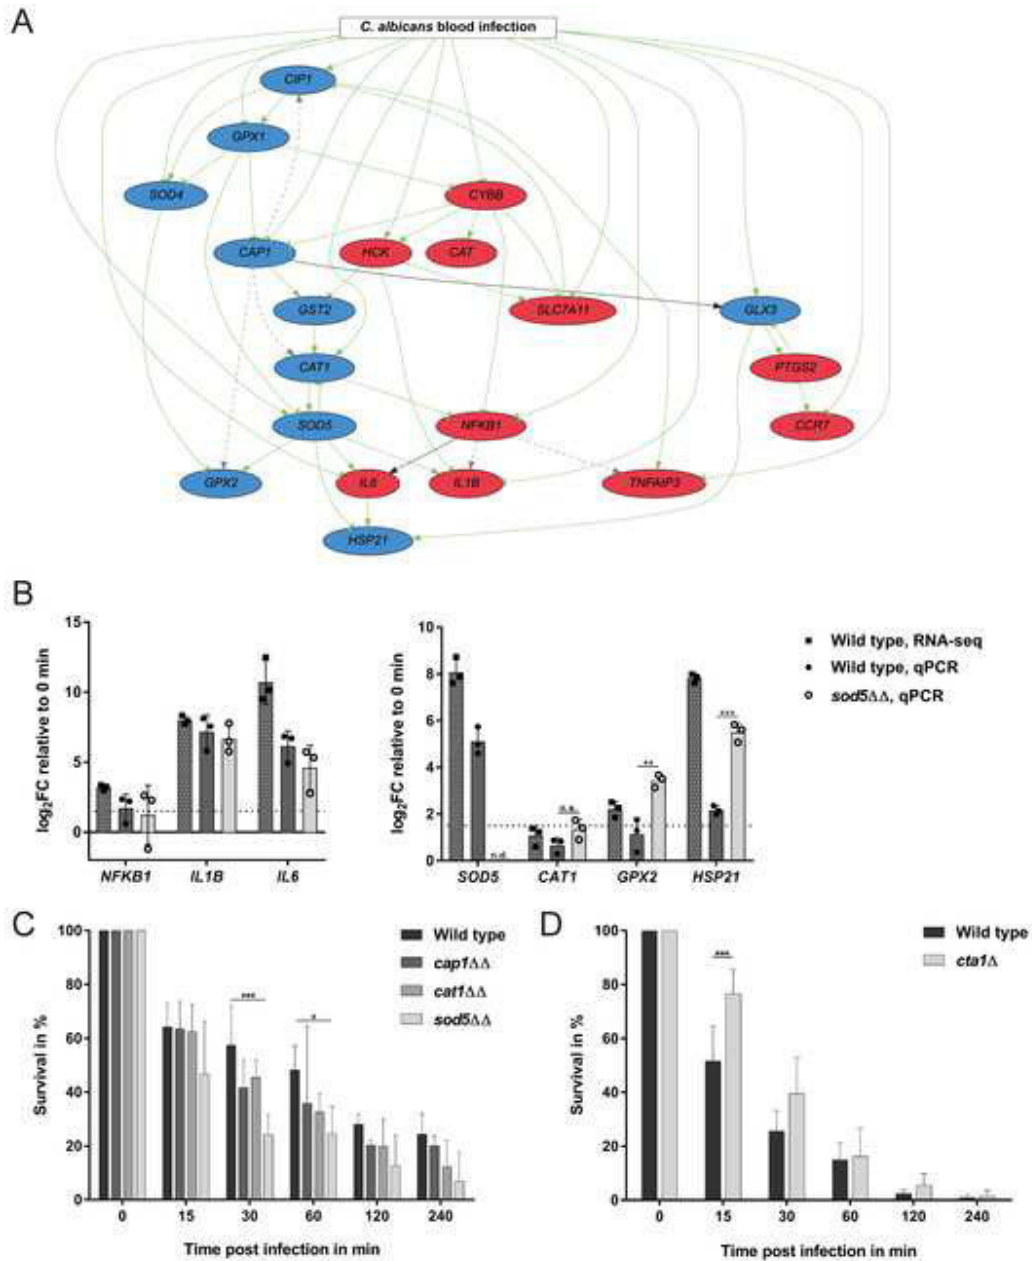 A
C. albicans blood infection
CIP1
GPX1
SOD4
CYBB
CAP1
HCK
CAT
GST2
SLC7A11
GLX3
CAT1
PTGS2
SOD5
NFKB1
CCR7
GPX2
IL6
IL1B
TNFAIP3
HSP21
B
log₂FC relative to 0 min
15
10
5
0
NFKB1 IL1B IL6
log₂FC relative to 0 min
10
8
6
4
2
0
n.d.
n.s.
**
***
SOD5 CAT1 GPX2 HSP21
Wild type, RNA-seq
Wild type, qPCR
sod5ΔΔ, qPCR
C
Survival in %
100
80
60
40
20
0
***
*
0 15 30 60 120 240
Time post infection in min
Wild type
cap1ΔΔ
cat1ΔΔ
sod5ΔΔ
D
Survival in %
100
80
60
40
20
0
***
0 15 30 60 120 240
Time post infection in min
Wild type
cta1Δ